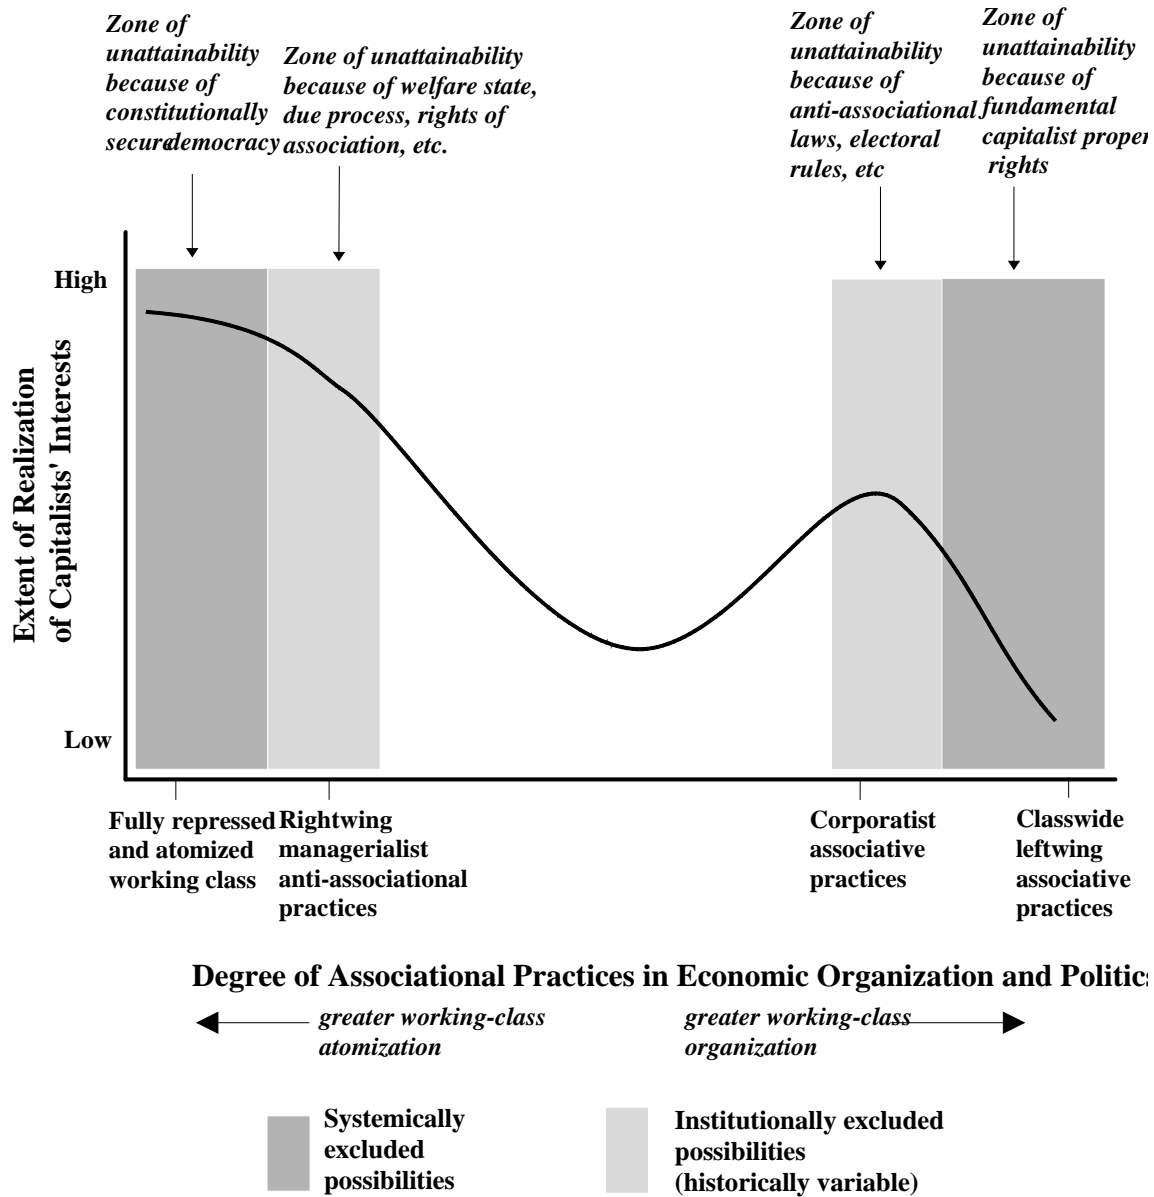 Zone of
unattainability
because of
constitutionally
secure democracy
Zone of unattainability
because of welfare state,
due process, rights of
association, etc.
Zone of
unattainability
because of
anti-associational
laws, electoral
rules, etc
Zone of
unattainability
because of
fundamental
capitalist proper
rights
High
Extent of Realization
of Capitalists' Interests
Low
Fully repressed
and atomized
working class
Rightwing
managerialist
anti-associational
practices
Corporatist
associative
practices
Classwide
leftwing
associative
practices
Degree of Associational Practices in Economic Organization and Politics
greater working-class
atomization
greater working-class
organization
Systemically
excluded
possibilities
Institutionally excluded
possibilities
(historically variable)